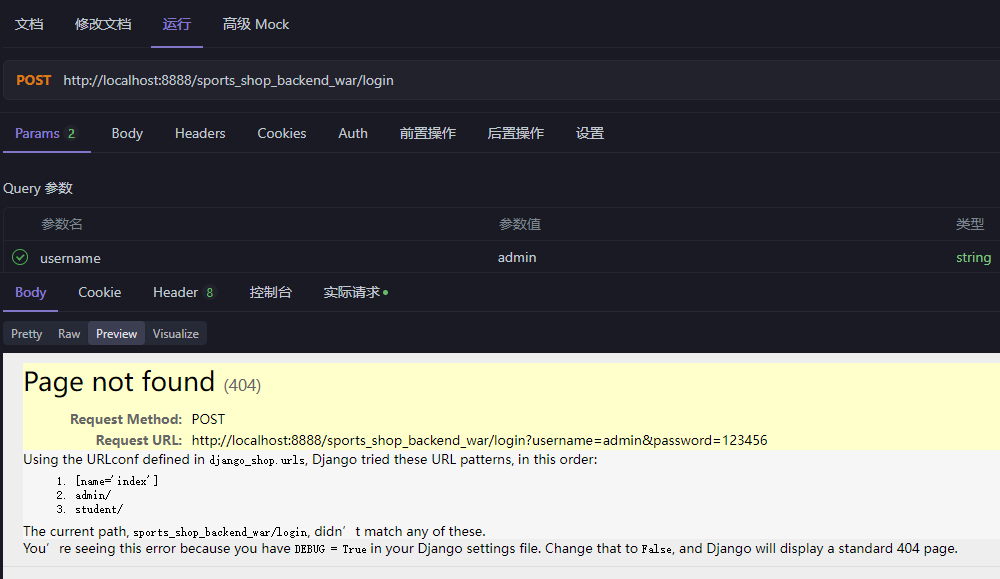 文档 修改文档 运行 高级 Mock
POST http://localhost:8888/sports_shop_backend_war/login
Params 2 Body Headers Cookies Auth 前置操作 后置操作 设置
Query 参数
参数名 参数值 类型
username admin string
Body Cookie Header 8 控制台 实际请求
Pretty Raw Preview Visualize
Page not found (404)
Request Method: POST
Request URL: http://localhost:8888/sports_shop_backend_war/login?username=admin&password=123456
Using the URLconf defined in django_shop.urls, Django tried these URL patterns, in this order:
1. [name='index']
2. admin/
3. student/
The current path, sports_shop_backend_war/login, didn’t match any of these.
You’re seeing this error because you have DEBUG = True in your Django settings file. Change that to False, and Django will display a standard 404 page.